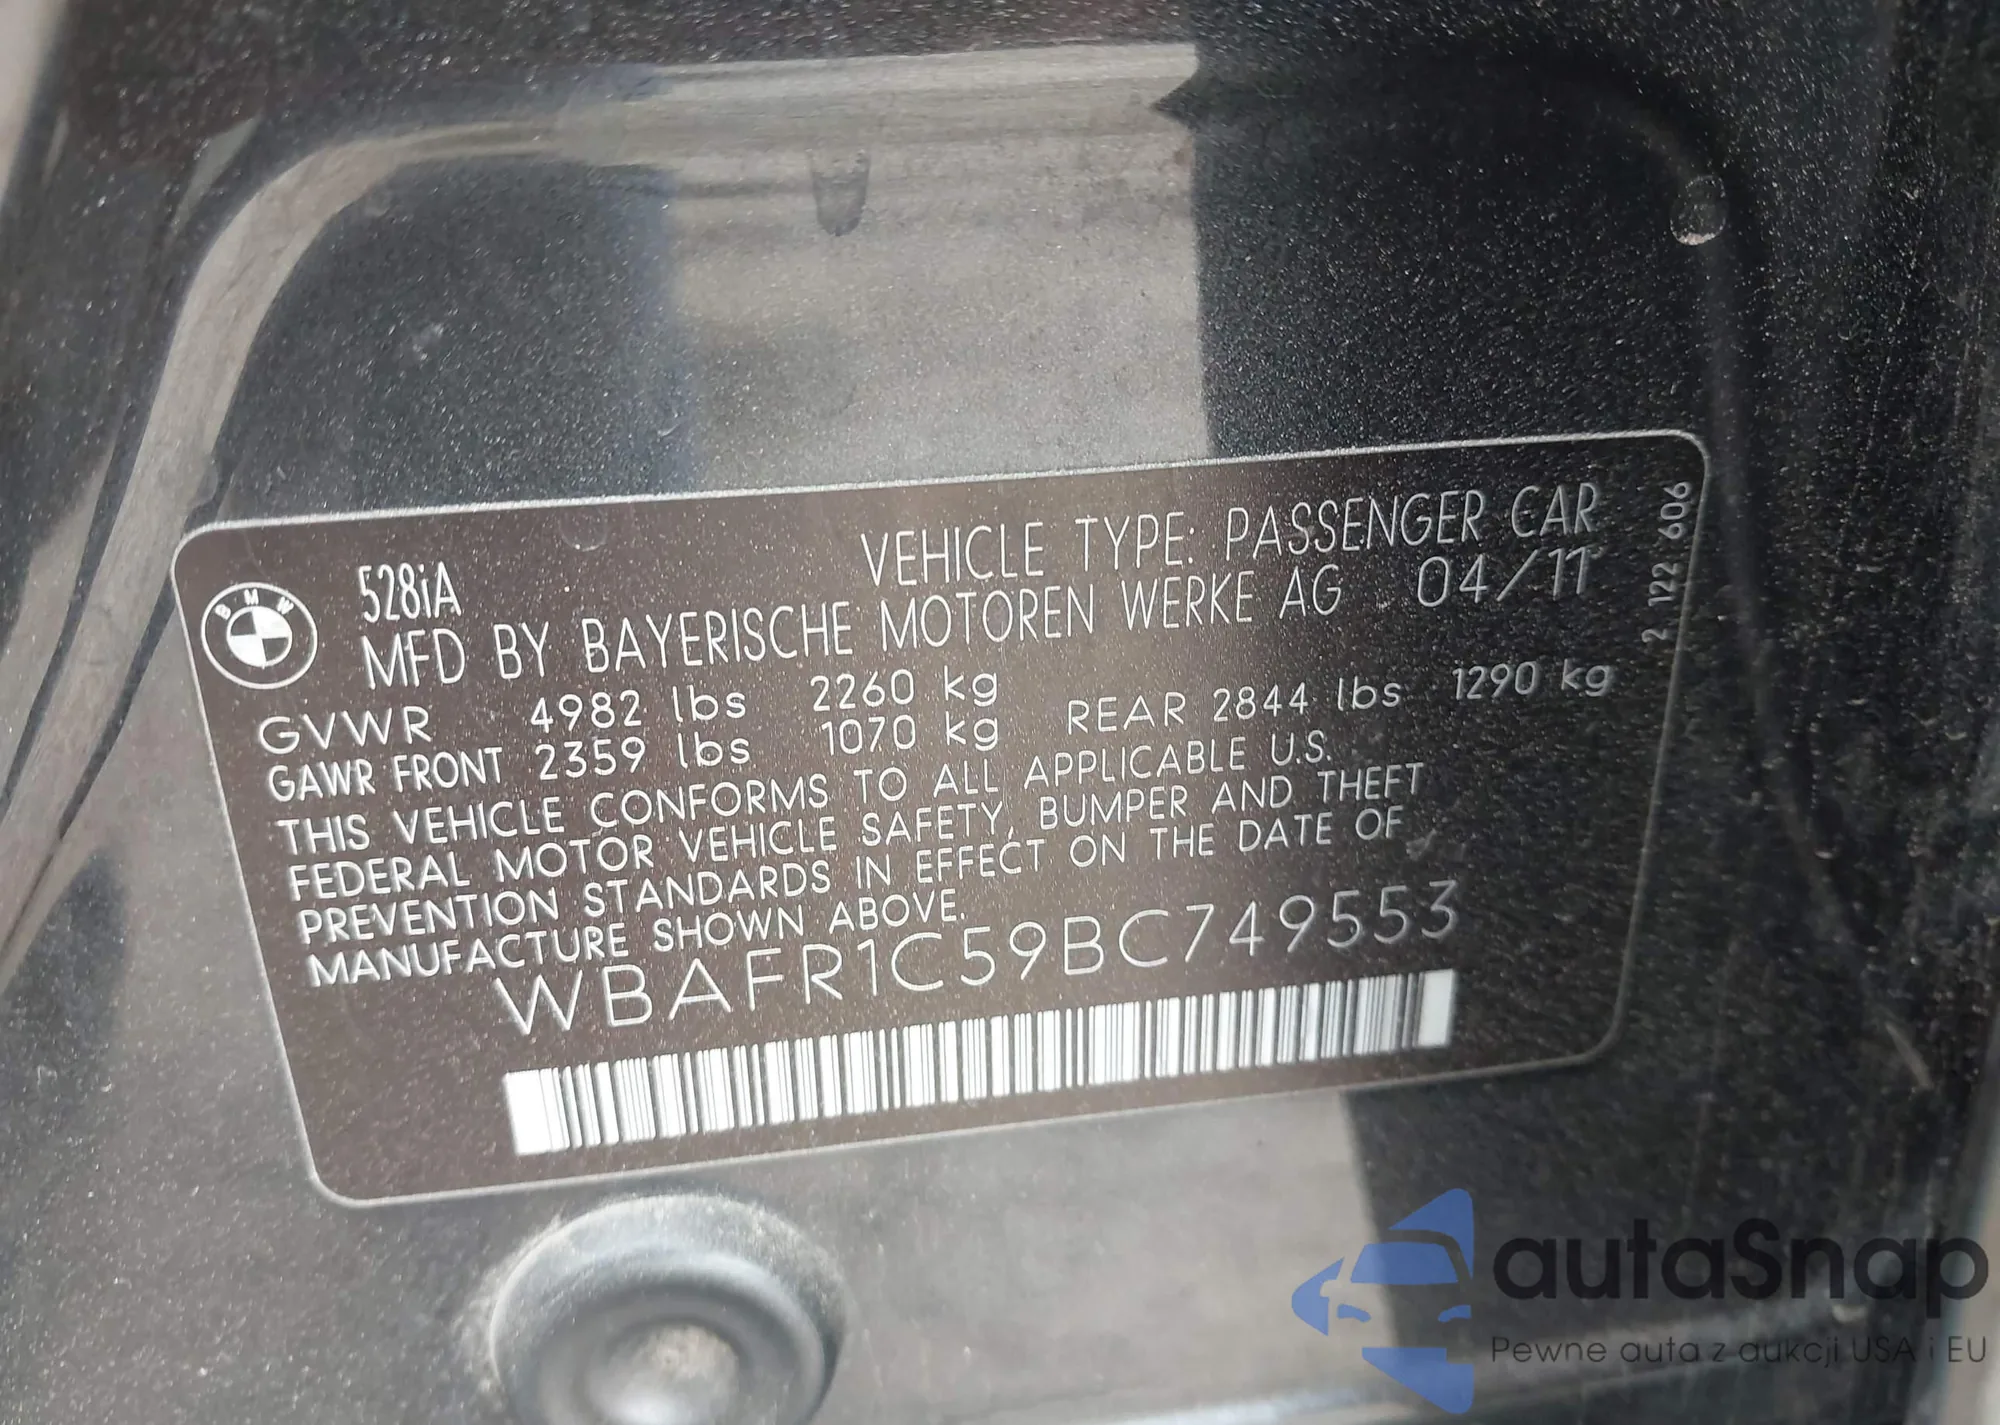 VEHICLE TYPE: PASSENGER CAR
528iA
BMW
MFD BY BAYERISCHE MOTOREN WERKE AG 04/11
GVWR 4982 lbs 2260 kg
GAWR FRONT 2359 lbs 1070 kg REAR 2844 lbs 1290 kg
THIS VEHICLE CONFORMS TO ALL APPLICABLE U.S.
FEDERAL MOTOR VEHICLE SAFETY, BUMPER AND THEFT
PREVENTION STANDARDS IN EFFECT ON THE DATE OF
MANUFACTURE SHOWN ABOVE.
WBAFR1C59BC749553
2 122 606
autaSnap
Pewne auta z aukcji USA i EU